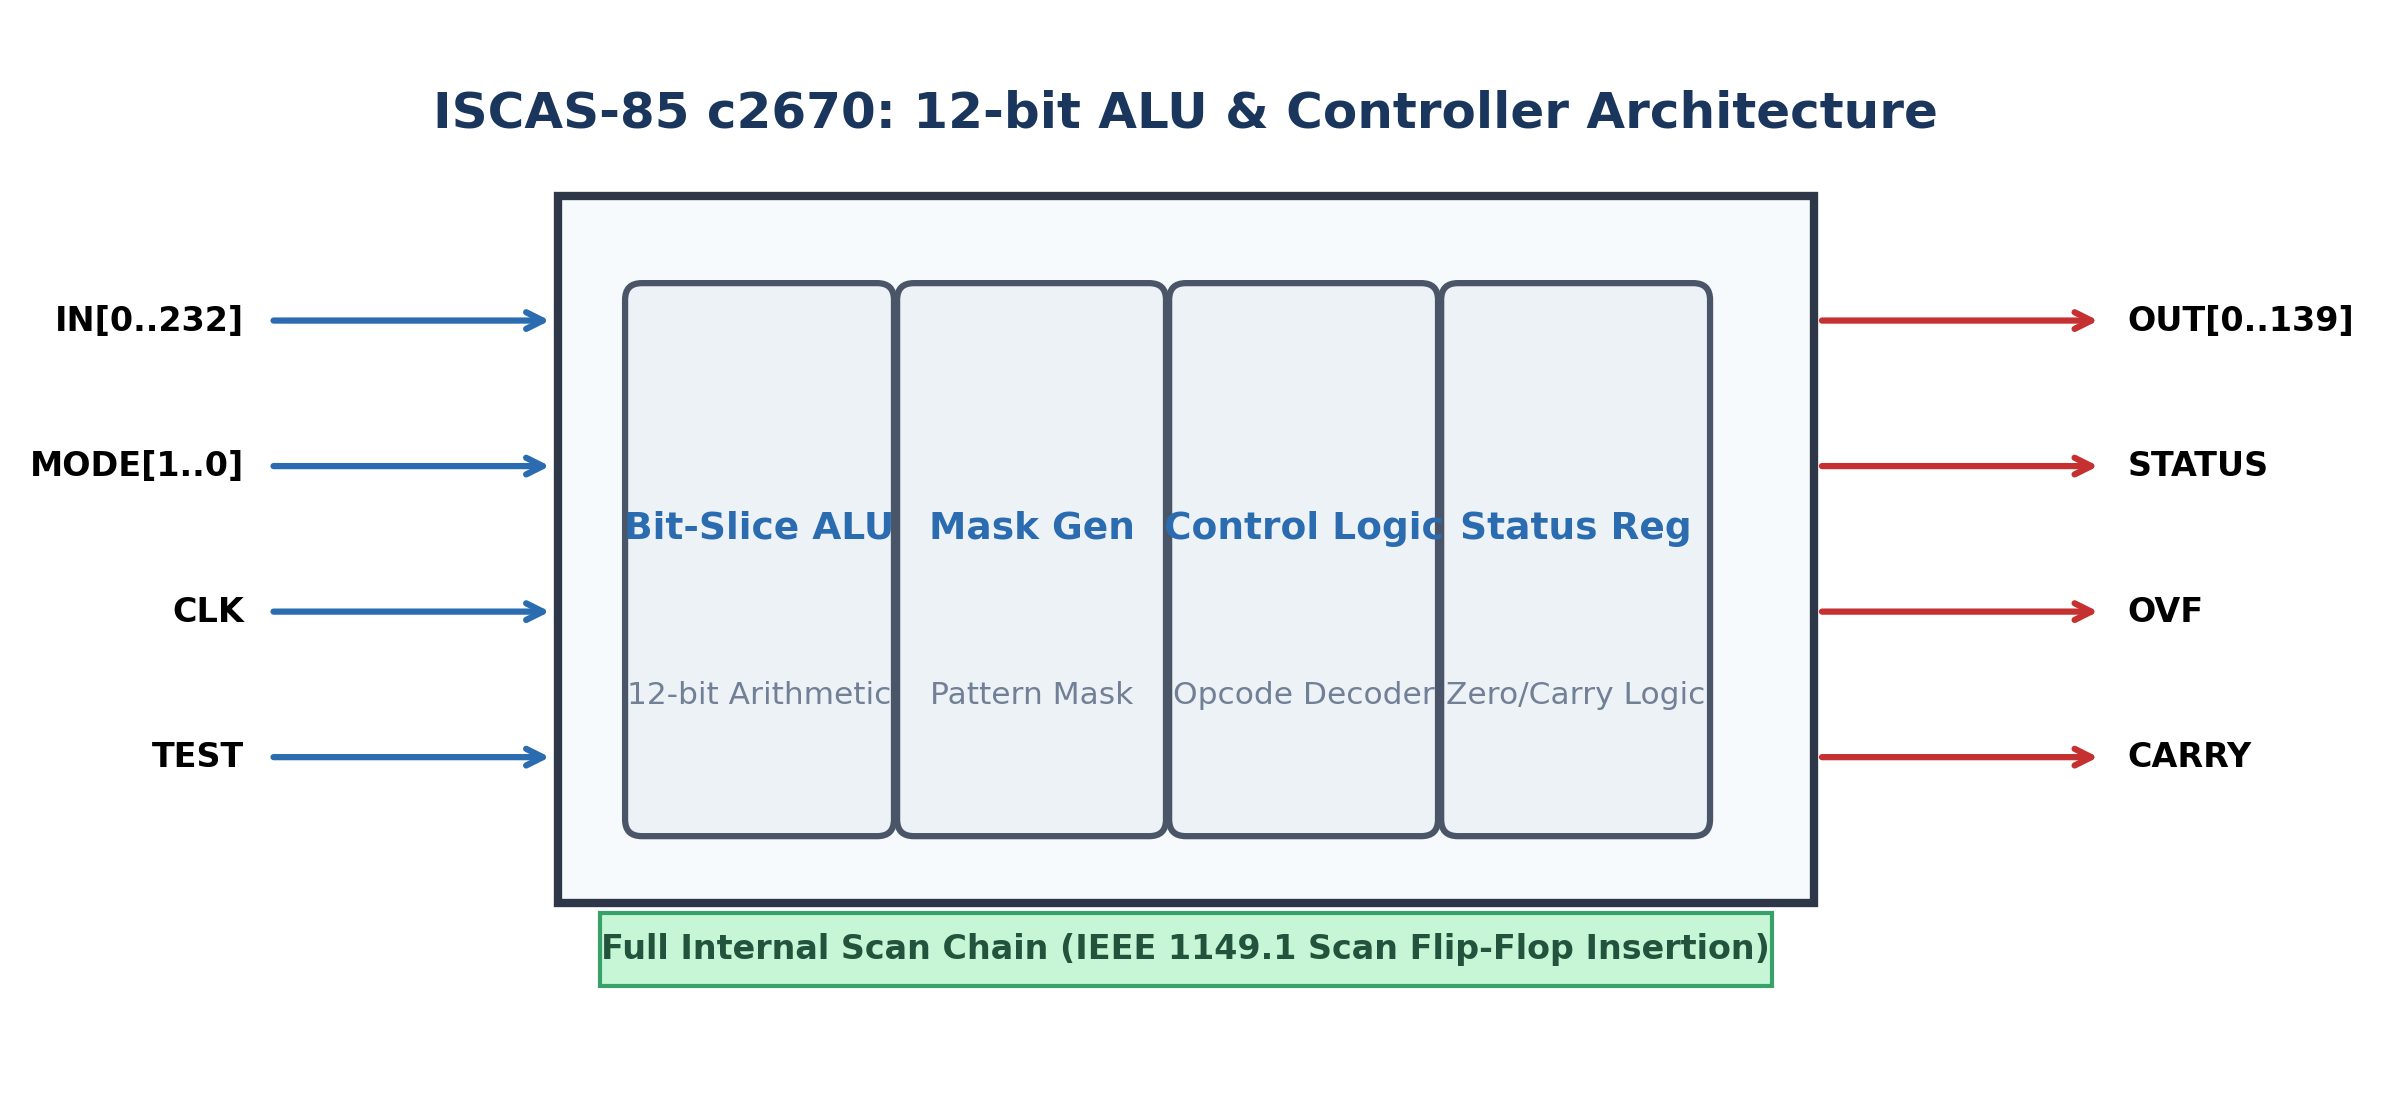 ISCAS-85 c2670: 12-bit ALU & Controller Architecture
IN[0..232]
MODE[1..0]
CLK
TEST
Bit-Slice ALU
12-bit Arithmetic
Mask Gen
Pattern Mask
Control Logic
Opcode Decoder
Status Reg
Zero/Carry Logic
OUT[0..139]
STATUS
OVF
CARRY
Full Internal Scan Chain (IEEE 1149.1 Scan Flip-Flop Insertion)